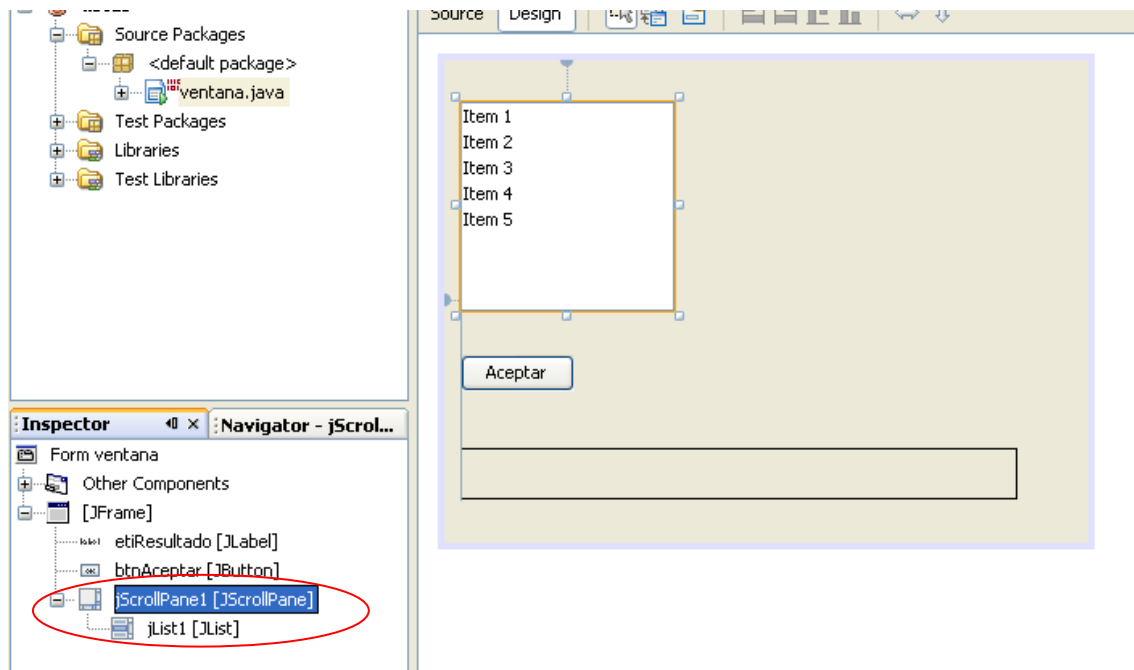 Source Packages
<default package>
ventana.java
Test Packages
Libraries
Test Libraries
Inspector
Navigator - jScrol...
Form ventana
Other Components
[JFrame]
etiResultado [JLabel]
btnAceptar [JButton]
jScrollPane1 [JScrollPane]
jList1 [JList]
Source Design
Item 1
Item 2
Item 3
Item 4
Item 5
Aceptar